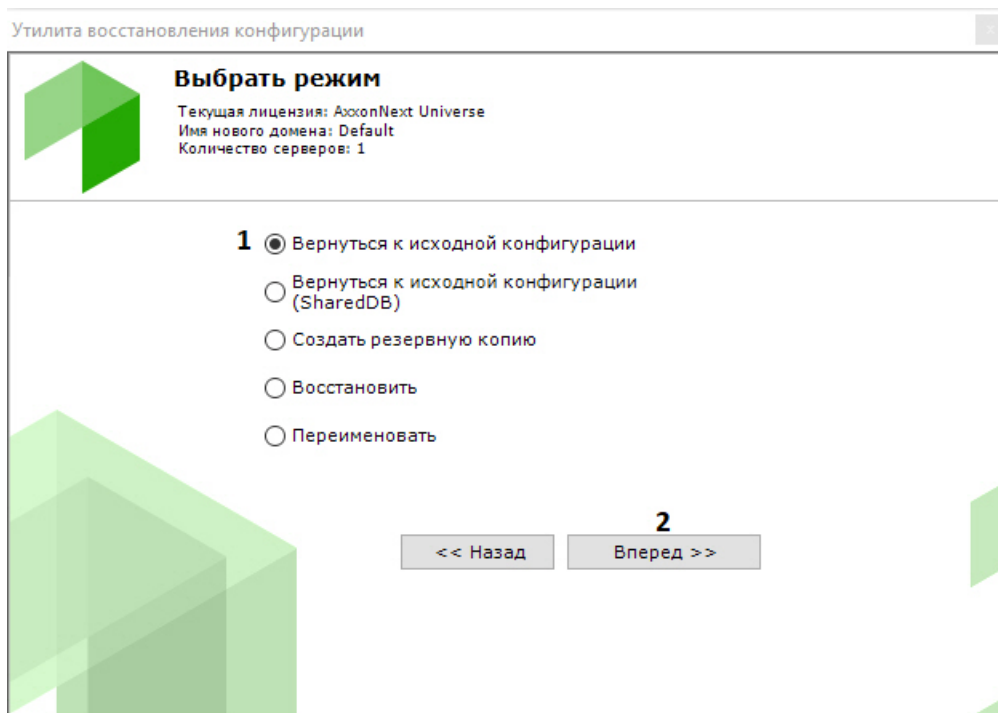 Утилита восстановления конфигурации
x
Выбрать режим
Текущая лицензия: AxxonNext Universe
Имя нового домена: Default
Количество серверов: 1
1 Вернуться к исходной конфигурации
Вернуться к исходной конфигурации
(SharedDB)
Создать резервную копию
Восстановить
Переименовать
2
<< Назад Вперед >>